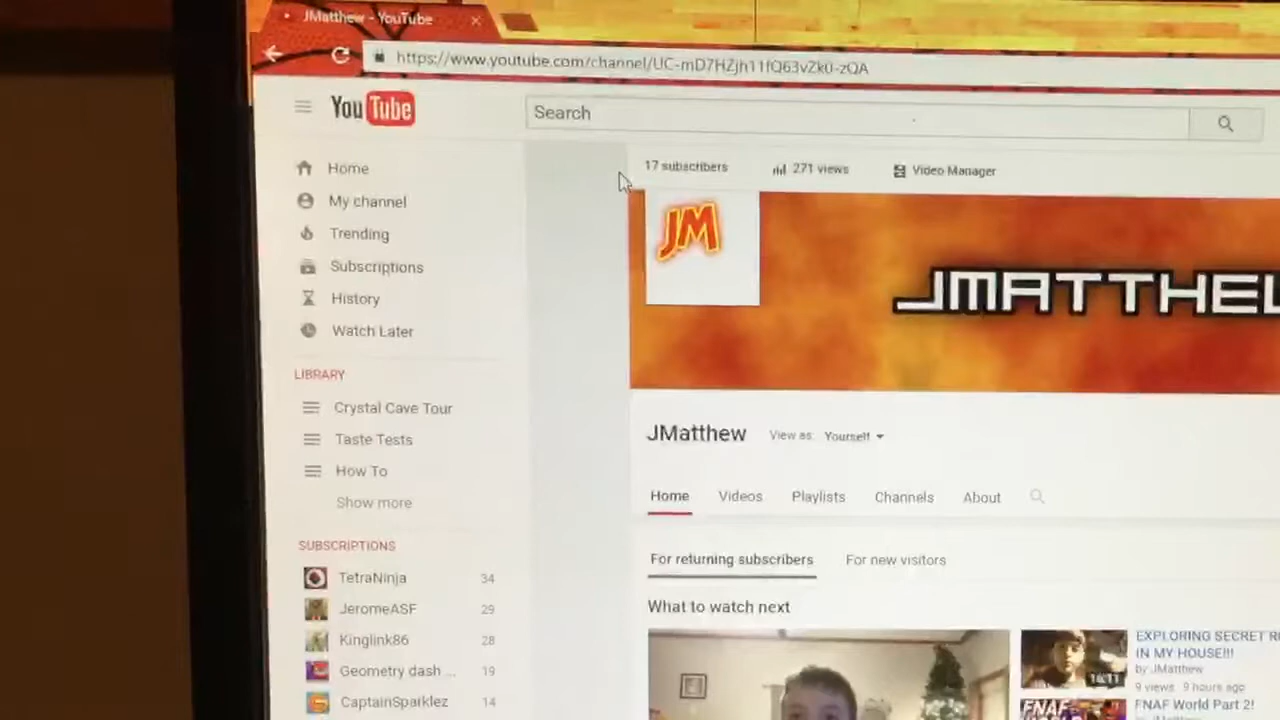 JMatthew - YouTube
https://www.youtube.com/channel/UC-mD7HZjh11fQ63vZk0-zQA
YouTube
Search
Home
17 subscribers
271 views
Video Manager
My channel
Trending
JM
Subscriptions
History
JMATTHEW
Watch Later
LIBRARY
Crystal Cave Tour
Taste Tests
JMatthew View as: Yourself
How To
Home Videos Playlists Channels About
Show more
SUBSCRIPTIONS
For returning subscribers For new visitors
TetraNinja 34
JeromeASF 29
What to watch next
Kinglink86 28
EXPLORING SECRET
IN MY HOUSE!!!
by JMatthew
Geometry dash ... 19
16:11
9 views 9 hours ago
CaptainSparklez 14
FNAF World Part 2!
FNAF